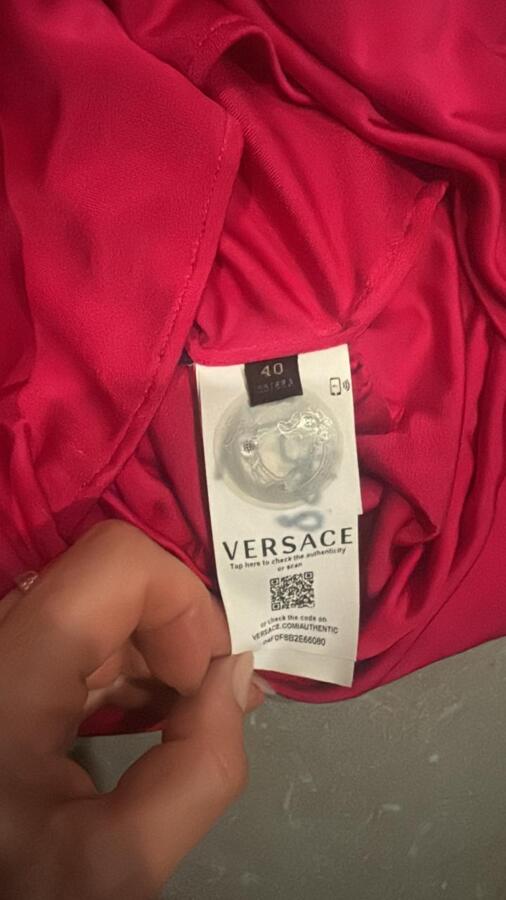 40
VERSACE
Tap here to check the authenticity
or scan
or check the code on
VERSACE.COM/AUTHENTIC